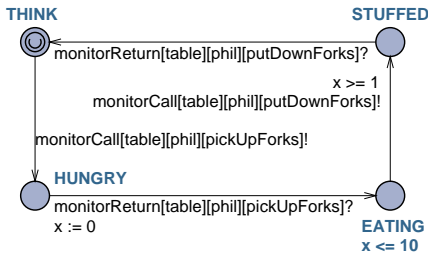 THINK
STUFFED
monitorReturn[table][phil][putDownForks]?
x >= 1
monitorCall[table][phil][putDownForks]!
monitorCall[table][phil][pickUpForks]!
HUNGRY
monitorReturn[table][phil][pickUpForks]?
x := 0
EATING
x <= 10